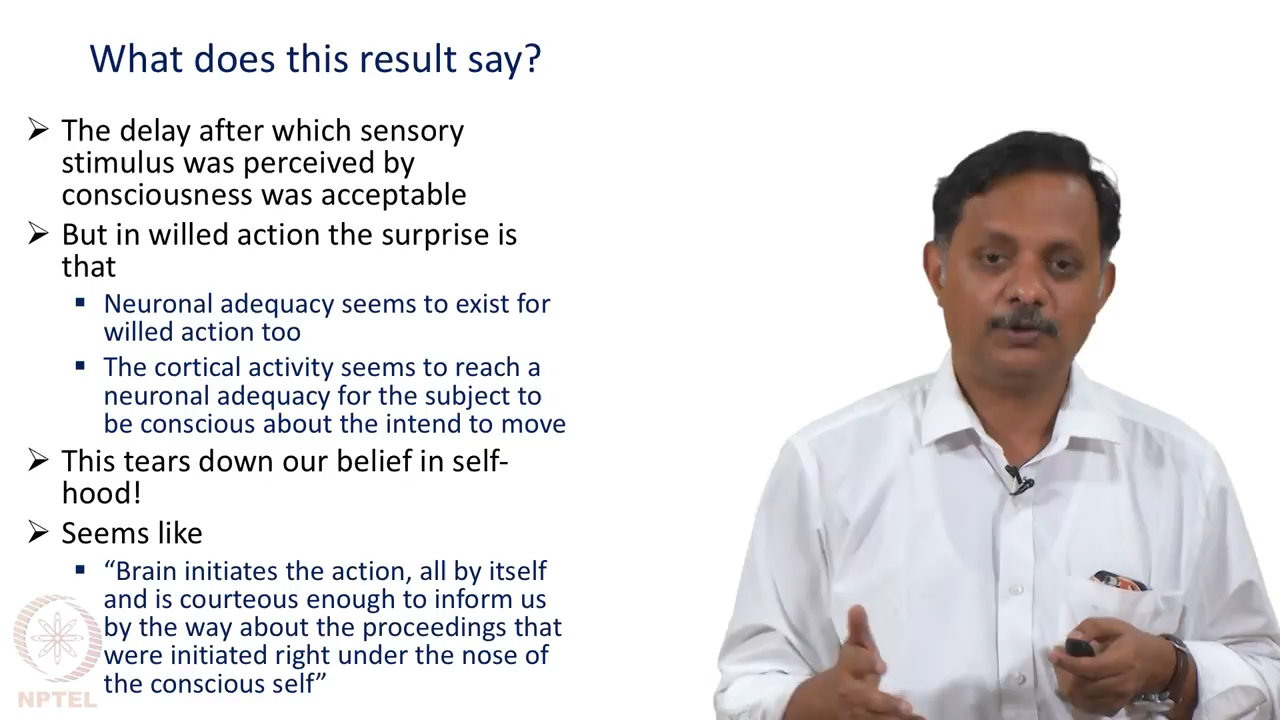 What does this result say?
➢ The delay after which sensory
stimulus was perceived by
consciousness was acceptable
➢ But in willed action the surprise is
that
▪ Neuronal adequacy seems to exist for
willed action too
▪ The cortical activity seems to reach a
neuronal adequacy for the subject to
be conscious about the intend to move
➢ This tears down our belief in self-
hood!
➢ Seems like
▪ “Brain initiates the action, all by itself
and is courteous enough to inform us
by the way about the proceedings that
were initiated right under the nose of
the conscious self”
NPTEL